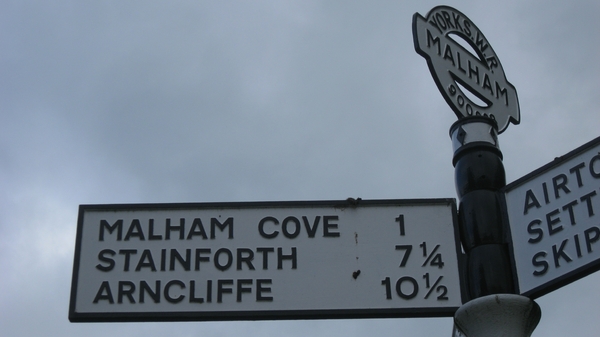 YORKS. W. R
MALHAM
MALHAM COVE 1
STAINFORTH 7¼
ARNCLIFFE 10½
AIRTO
SETT
SKIP